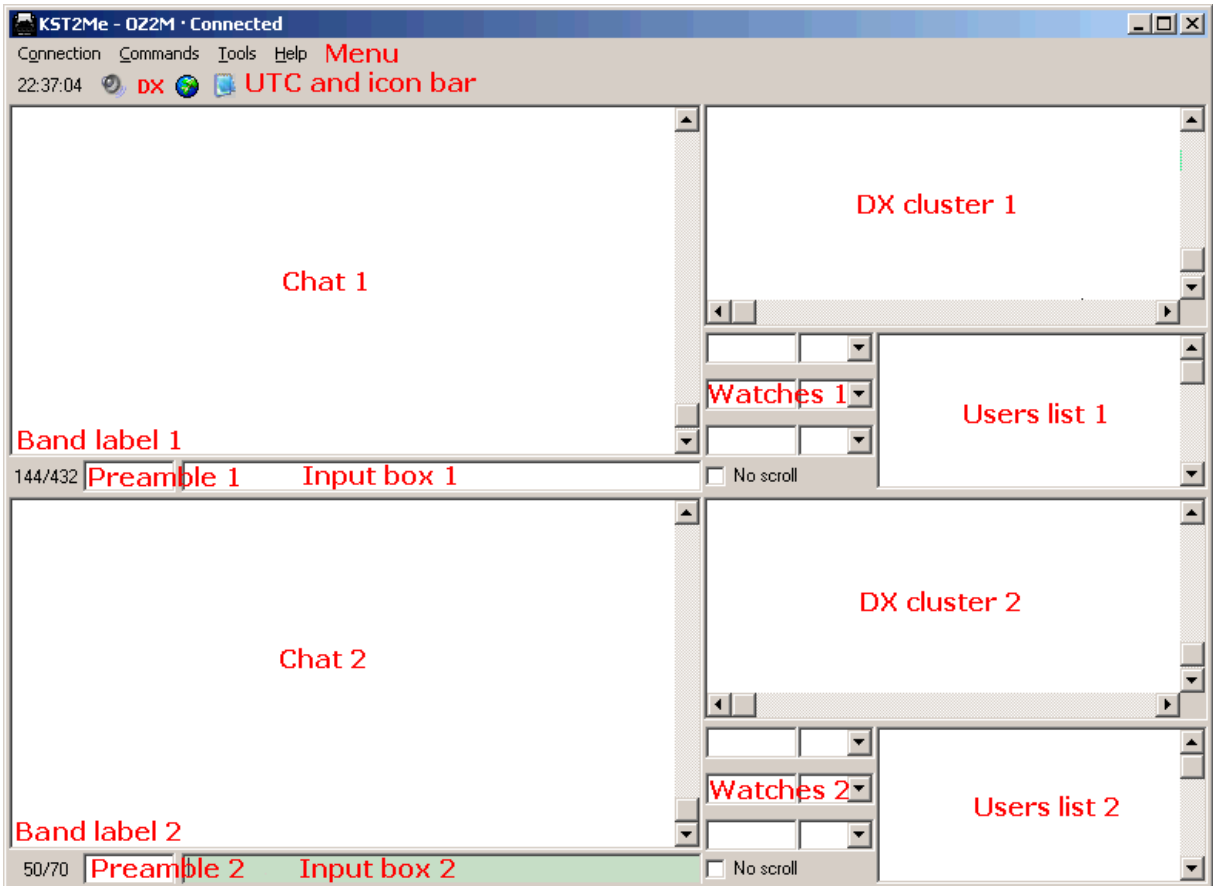 KST2Me - OZ2M · Connected
Connection Commands Tools Help Menu
22:37:04 DX UTC and icon bar
Chat 1
DX cluster 1
Watches 1
Users list 1
Band label 1
144/432 Preamble 1 Input box 1 No scroll
Chat 2
DX cluster 2
Watches 2
Users list 2
Band label 2
50/70 Preamble 2 Input box 2 No scroll